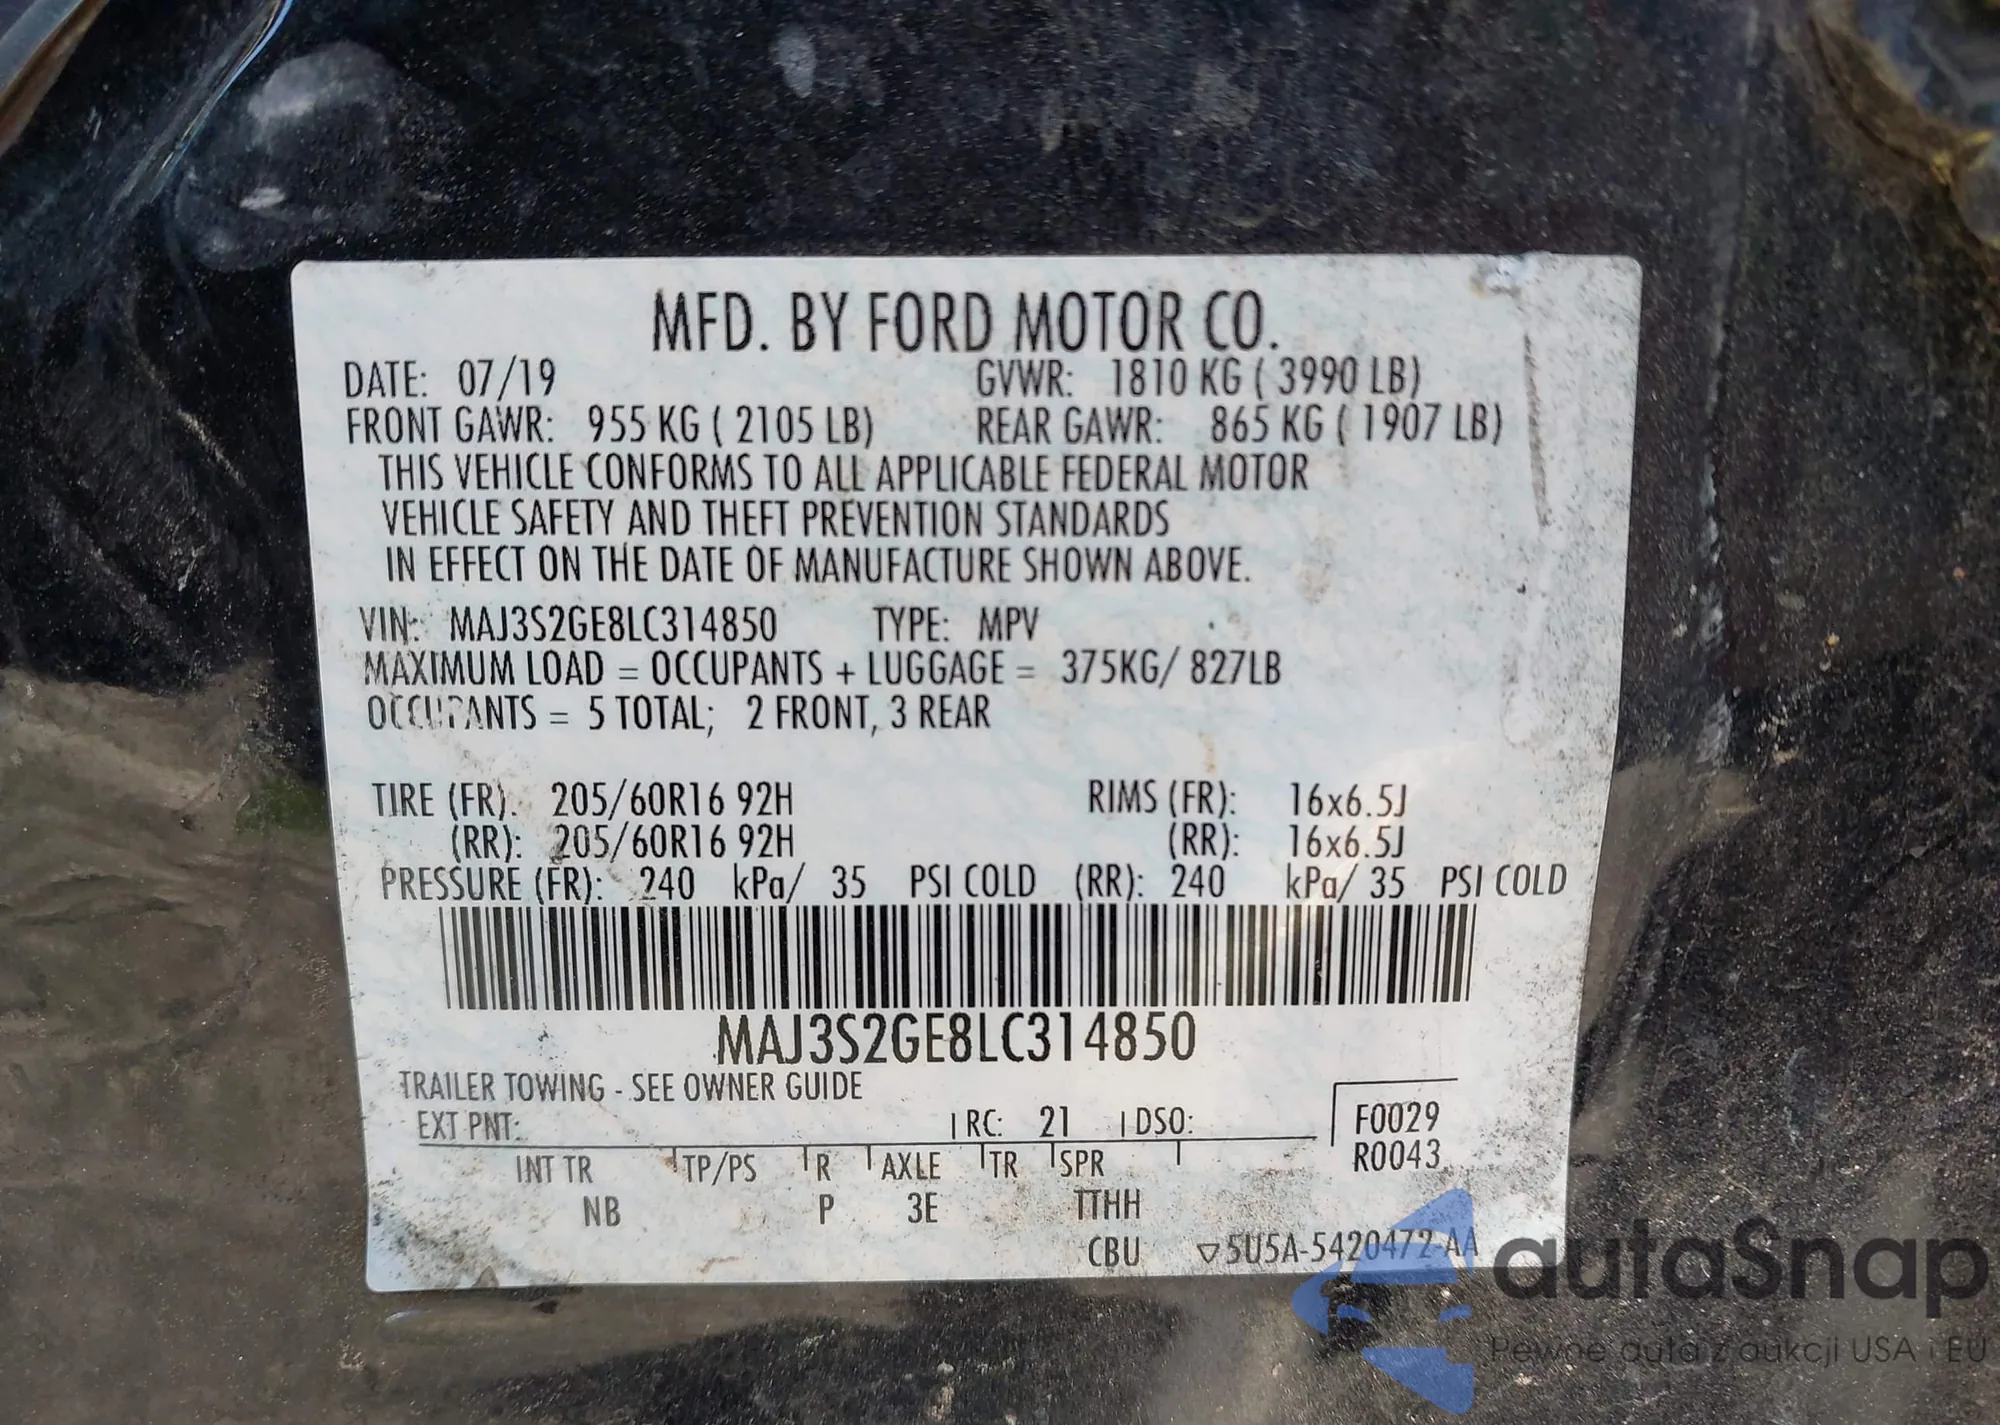 MFD. BY FORD MOTOR CO.
DATE: 07/19 GVWR: 1810 KG ( 3990 LB)
FRONT GAWR: 955 KG ( 2105 LB) REAR GAWR: 865 KG ( 1907 LB)
THIS VEHICLE CONFORMS TO ALL APPLICABLE FEDERAL MOTOR
VEHICLE SAFETY AND THEFT PREVENTION STANDARDS
IN EFFECT ON THE DATE OF MANUFACTURE SHOWN ABOVE.
VIN: MAJ3S2GE8LC314850 TYPE: MPV
MAXIMUM LOAD = OCCUPANTS + LUGGAGE = 375KG/ 827LB
OCCUPANTS = 5 TOTAL; 2 FRONT, 3 REAR
TIRE (FR): 205/60R16 92H RIMS (FR): 16x6.5J
(RR): 205/60R16 92H (RR): 16x6.5J
PRESSURE (FR): 240 kPa/ 35 PSI COLD (RR): 240 kPa/ 35 PSI COLD
MAJ3S2GE8LC314850
TRAILER TOWING - SEE OWNER GUIDE
EXT PNT: RC: 21 DSO: F0029
R0043
INT TR TP/PS R AXLE TR SPR
NB P 3E TTHH
CBU ▽5U5A-5420472-AA
autaSnap
Pewne auta z aukcji USA i EU